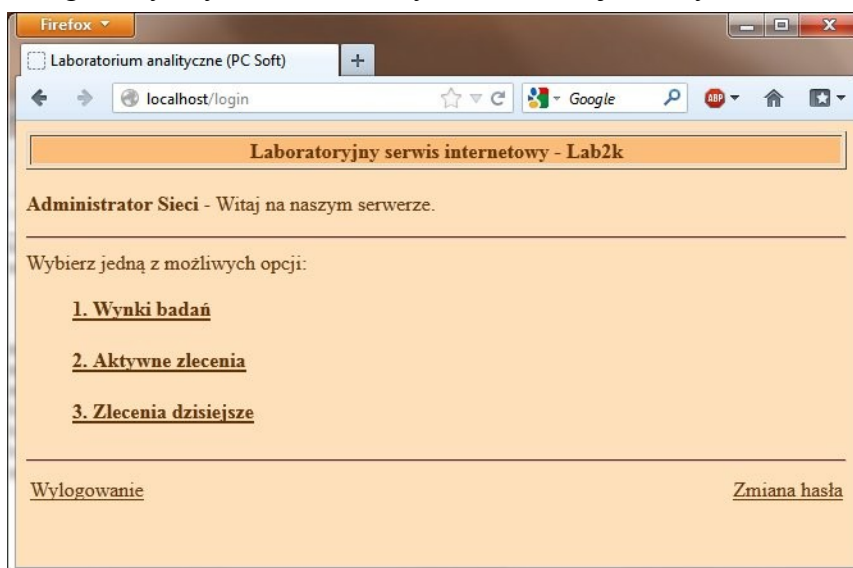 Firefox
Laboratorium analityczne (PC Soft)
localhost/login
Google
ABP
Laboratoryjny serwis internetowy - Lab2k
Administrator Sieci - Witaj na naszym serwerze.
Wybierz jedną z możliwych opcji:
1. Wynki badań
2. Aktywne zlecenia
3. Zlecenia dzisiejsze
Wylogowanie Zmiana hasła